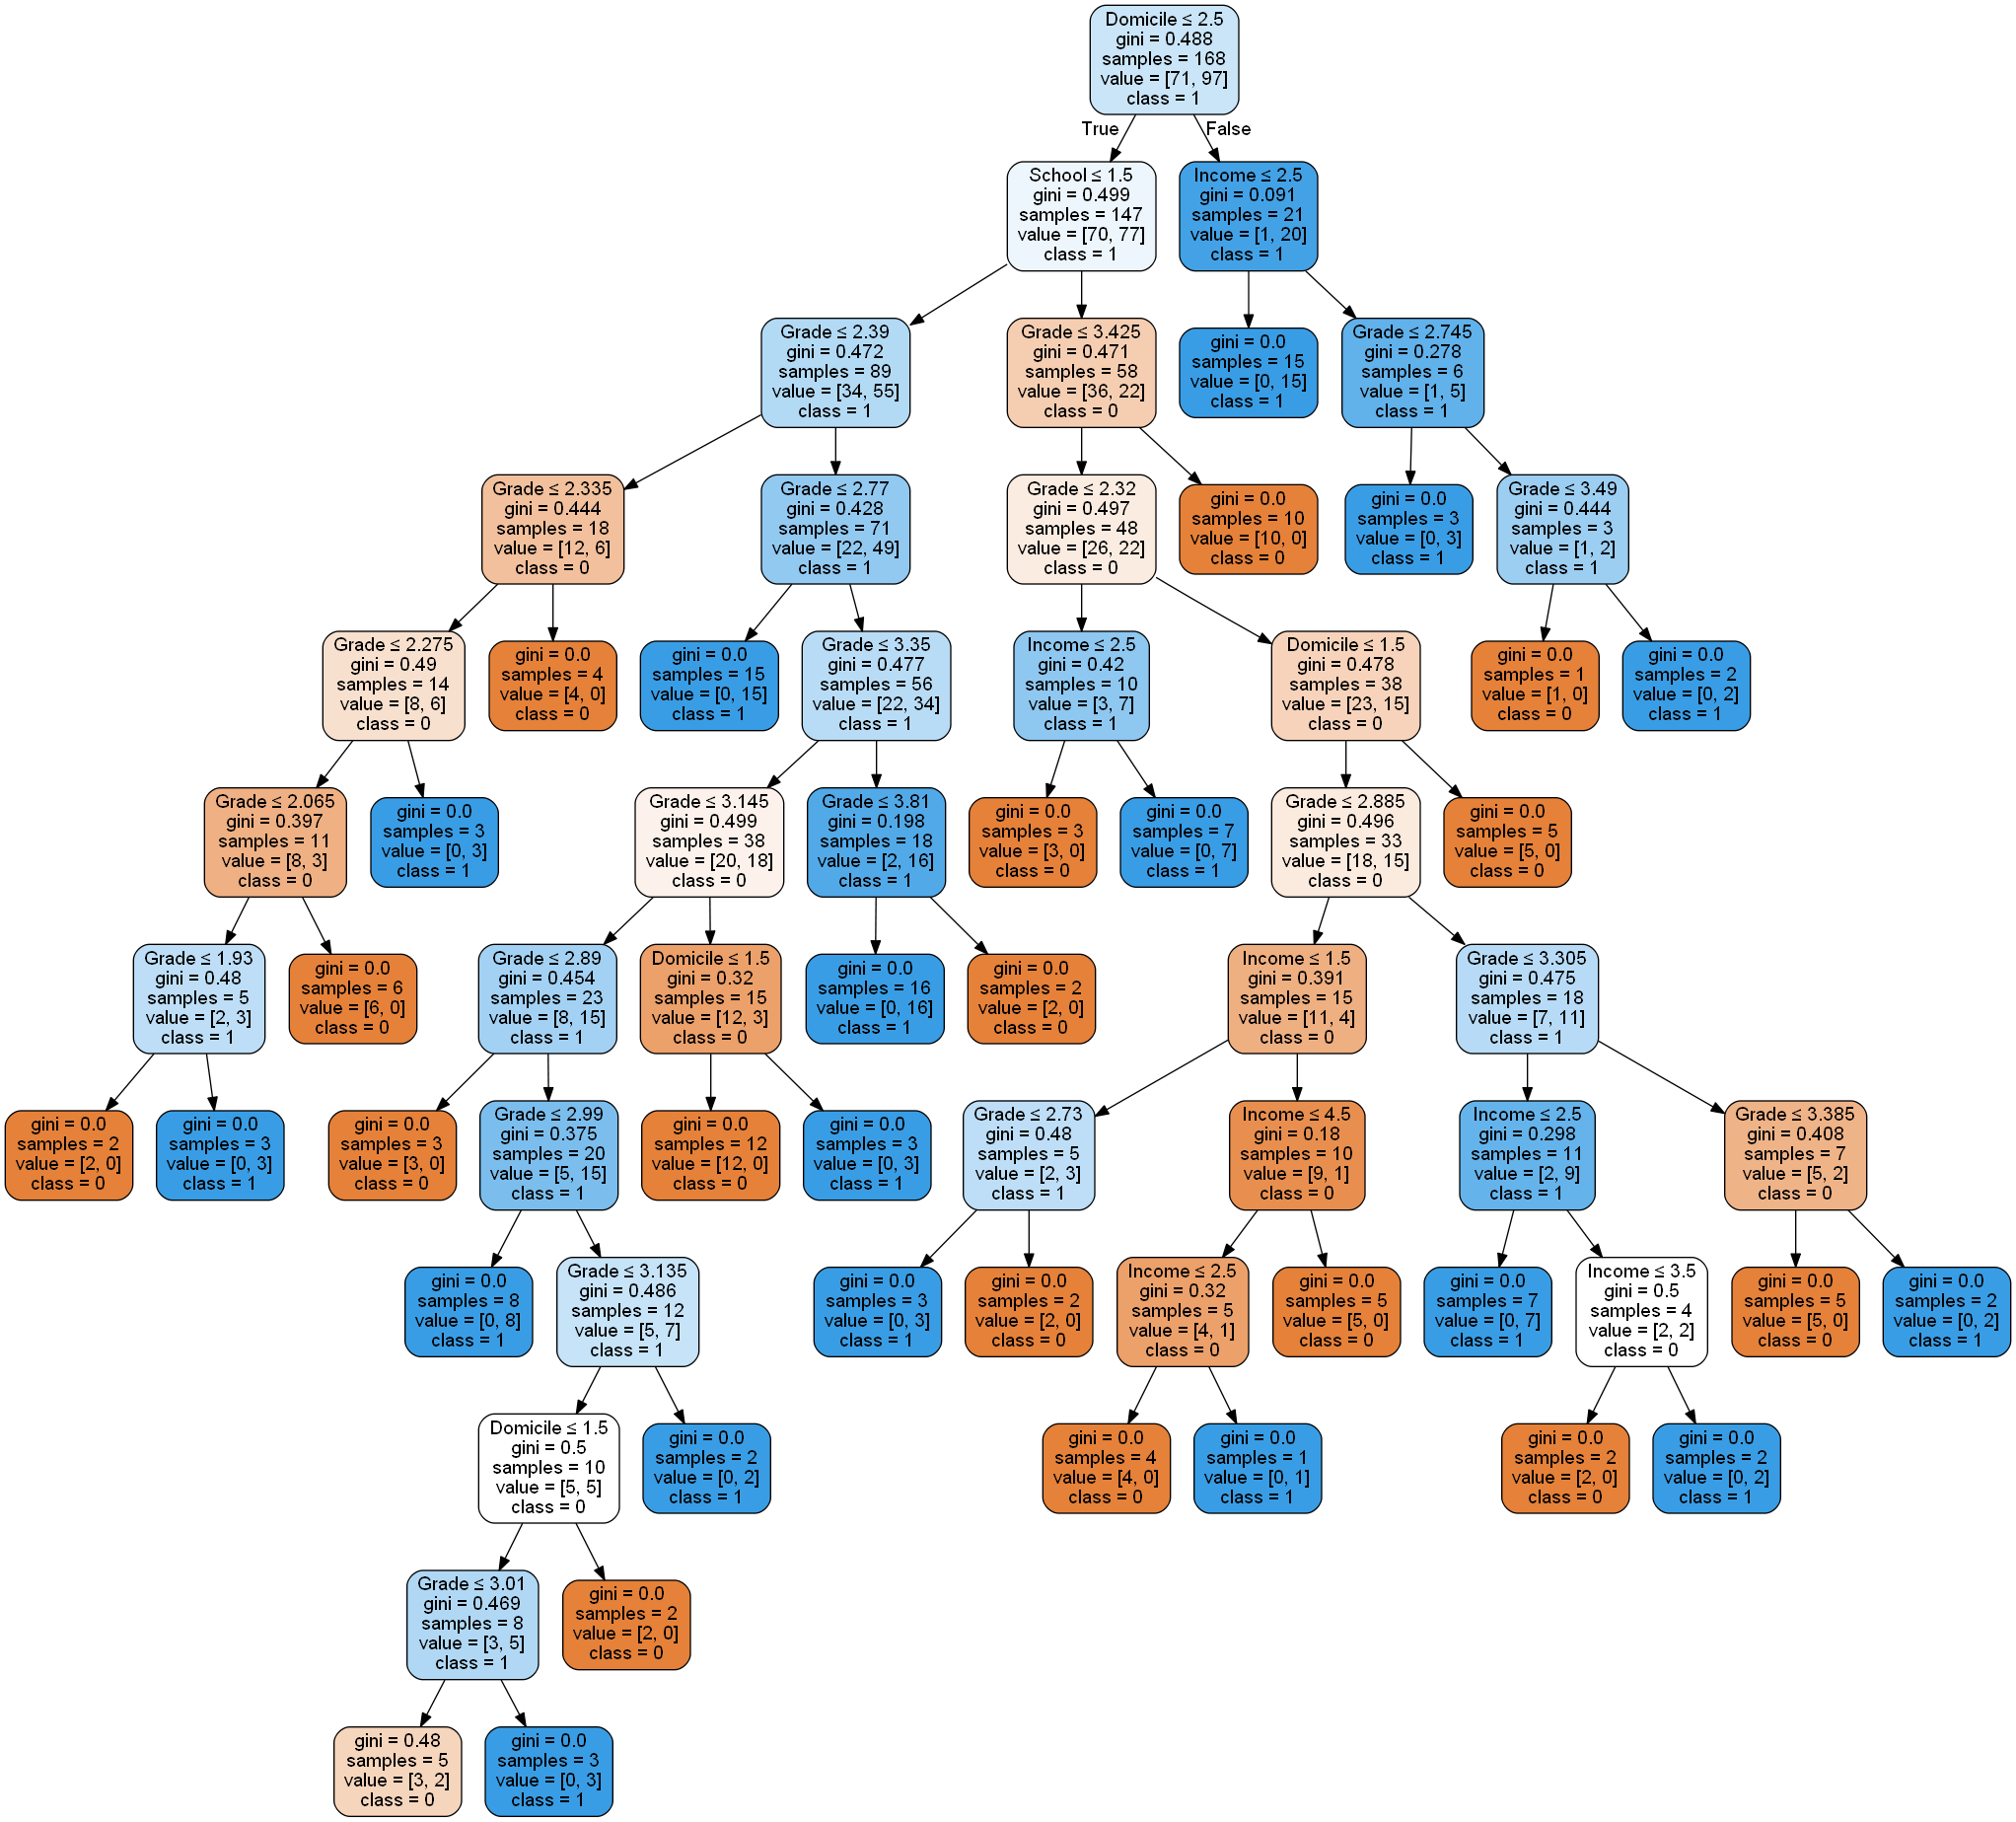 Domicile ≤ 2.5
gini = 0.488
samples = 168
value = [71, 97]
class = 1
True
False
School ≤ 1.5
gini = 0.499
samples = 147
value = [70, 77]
class = 1
Income ≤ 2.5
gini = 0.091
samples = 21
value = [1, 20]
class = 1
Grade ≤ 2.39
gini = 0.472
samples = 89
value = [34, 55]
class = 1
Grade ≤ 3.425
gini = 0.471
samples = 58
value = [36, 22]
class = 0
gini = 0.0
samples = 15
value = [0, 15]
class = 1
Grade ≤ 2.745
gini = 0.278
samples = 6
value = [1, 5]
class = 1
Grade ≤ 2.335
gini = 0.444
samples = 18
value = [12, 6]
class = 0
Grade ≤ 2.77
gini = 0.428
samples = 71
value = [22, 49]
class = 1
Grade ≤ 2.32
gini = 0.497
samples = 48
value = [26, 22]
class = 0
gini = 0.0
samples = 10
value = [10, 0]
class = 0
gini = 0.0
samples = 3
value = [0, 3]
class = 1
Grade ≤ 3.49
gini = 0.444
samples = 3
value = [1, 2]
class = 1
Grade ≤ 2.275
gini = 0.49
samples = 14
value = [8, 6]
class = 0
gini = 0.0
samples = 4
value = [4, 0]
class = 0
gini = 0.0
samples = 15
value = [0, 15]
class = 1
Grade ≤ 3.35
gini = 0.477
samples = 56
value = [22, 34]
class = 1
Income ≤ 2.5
gini = 0.42
samples = 10
value = [3, 7]
class = 1
Domicile ≤ 1.5
gini = 0.478
samples = 38
value = [23, 15]
class = 0
gini = 0.0
samples = 1
value = [1, 0]
class = 0
gini = 0.0
samples = 2
value = [0, 2]
class = 1
Grade ≤ 2.065
gini = 0.397
samples = 11
value = [8, 3]
class = 0
gini = 0.0
samples = 3
value = [0, 3]
class = 1
Grade ≤ 3.145
gini = 0.499
samples = 38
value = [20, 18]
class = 0
Grade ≤ 3.81
gini = 0.198
samples = 18
value = [2, 16]
class = 1
gini = 0.0
samples = 3
value = [3, 0]
class = 0
gini = 0.0
samples = 7
value = [0, 7]
class = 1
Grade ≤ 2.885
gini = 0.496
samples = 33
value = [18, 15]
class = 0
gini = 0.0
samples = 5
value = [5, 0]
class = 0
Grade ≤ 1.93
gini = 0.48
samples = 5
value = [2, 3]
class = 1
gini = 0.0
samples = 6
value = [6, 0]
class = 0
Grade ≤ 2.89
gini = 0.454
samples = 23
value = [8, 15]
class = 1
Domicile ≤ 1.5
gini = 0.32
samples = 15
value = [12, 3]
class = 0
gini = 0.0
samples = 16
value = [0, 16]
class = 1
gini = 0.0
samples = 2
value = [2, 0]
class = 0
Income ≤ 1.5
gini = 0.391
samples = 15
value = [11, 4]
class = 0
Grade ≤ 3.305
gini = 0.475
samples = 18
value = [7, 11]
class = 1
gini = 0.0
samples = 2
value = [2, 0]
class = 0
gini = 0.0
samples = 3
value = [0, 3]
class = 1
gini = 0.0
samples = 3
value = [3, 0]
class = 0
Grade ≤ 2.99
gini = 0.375
samples = 20
value = [5, 15]
class = 1
gini = 0.0
samples = 12
value = [12, 0]
class = 0
gini = 0.0
samples = 3
value = [0, 3]
class = 1
Grade ≤ 2.73
gini = 0.48
samples = 5
value = [2, 3]
class = 1
Income ≤ 4.5
gini = 0.18
samples = 10
value = [9, 1]
class = 0
Income ≤ 2.5
gini = 0.298
samples = 11
value = [2, 9]
class = 1
Grade ≤ 3.385
gini = 0.408
samples = 7
value = [5, 2]
class = 0
gini = 0.0
samples = 8
value = [0, 8]
class = 1
Grade ≤ 3.135
gini = 0.486
samples = 12
value = [5, 7]
class = 1
gini = 0.0
samples = 3
value = [0, 3]
class = 1
gini = 0.0
samples = 2
value = [2, 0]
class = 0
Income ≤ 2.5
gini = 0.32
samples = 5
value = [4, 1]
class = 0
gini = 0.0
samples = 5
value = [5, 0]
class = 0
gini = 0.0
samples = 7
value = [0, 7]
class = 1
Income ≤ 3.5
gini = 0.5
samples = 4
value = [2, 2]
class = 0
gini = 0.0
samples = 5
value = [5, 0]
class = 0
gini = 0.0
samples = 2
value = [0, 2]
class = 1
Domicile ≤ 1.5
gini = 0.5
samples = 10
value = [5, 5]
class = 0
gini = 0.0
samples = 2
value = [0, 2]
class = 1
gini = 0.0
samples = 4
value = [4, 0]
class = 0
gini = 0.0
samples = 1
value = [0, 1]
class = 1
gini = 0.0
samples = 2
value = [2, 0]
class = 0
gini = 0.0
samples = 2
value = [0, 2]
class = 1
Grade ≤ 3.01
gini = 0.469
samples = 8
value = [3, 5]
class = 1
gini = 0.0
samples = 2
value = [2, 0]
class = 0
gini = 0.48
samples = 5
value = [3, 2]
class = 0
gini = 0.0
samples = 3
value = [0, 3]
class = 1